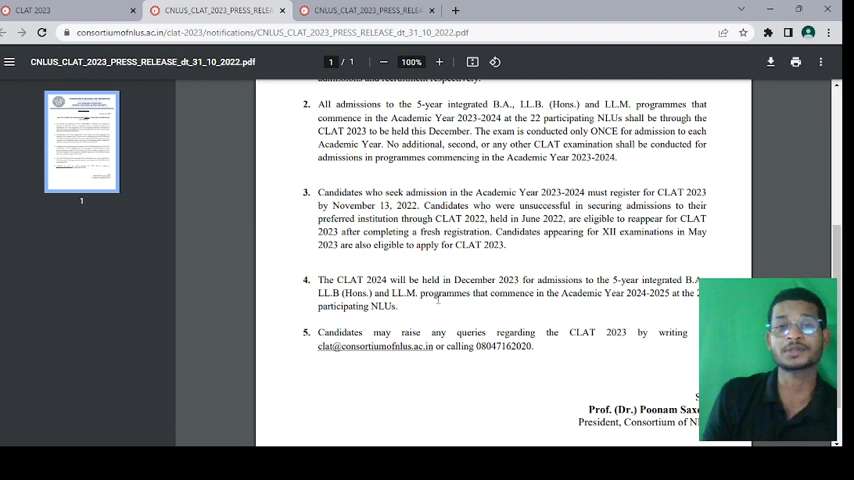 CLAT 2023
CNLUS_CLAT_2023_PRESS_RELEA
CNLUS_CLAT_2023_PRESS_RELEA
consortiumofnlus.ac.in/clat-2023/notifications/CNLUS_CLAT_2023_PRESS_RELEASE_dt_31_10_2022.pdf
CNLUS_CLAT_2023_PRESS_RELEASE_dt_31_10_2022.pdf
1 / 1
100%
1
admissions and recruitment respectively.
2. All admissions to the 5-year integrated B.A., LL.B. (Hons.) and LL.M. programmes that
commence in the Academic Year 2023-2024 at the 22 participating NLUs shall be through the
CLAT 2023 to be held this December. The exam is conducted only ONCE for admission to each
Academic Year. No additional, second, or any other CLAT examination shall be conducted for
admissions in programmes commencing in the Academic Year 2023-2024.
3. Candidates who seek admission in the Academic Year 2023-2024 must register for CLAT 2023
by November 13, 2022. Candidates who were unsuccessful in securing admissions to their
preferred institution through CLAT 2022, held in June 2022, are eligible to reappear for CLAT
2023 after completing a fresh registration. Candidates appearing for XII examinations in May
2023 are also eligible to apply for CLAT 2023.
4. The CLAT 2024 will be held in December 2023 for admissions to the 5-year integrated B.A
LL.B (Hons.) and LL.M. programmes that commence in the Academic Year 2024-2025 at the
participating NLUs.
5. Candidates may raise any queries regarding the CLAT 2023 by writing
clat@consortiumofnlus.ac.in or calling 08047162020.
Prof. (Dr.) Poonam Sax
President, Consortium of N